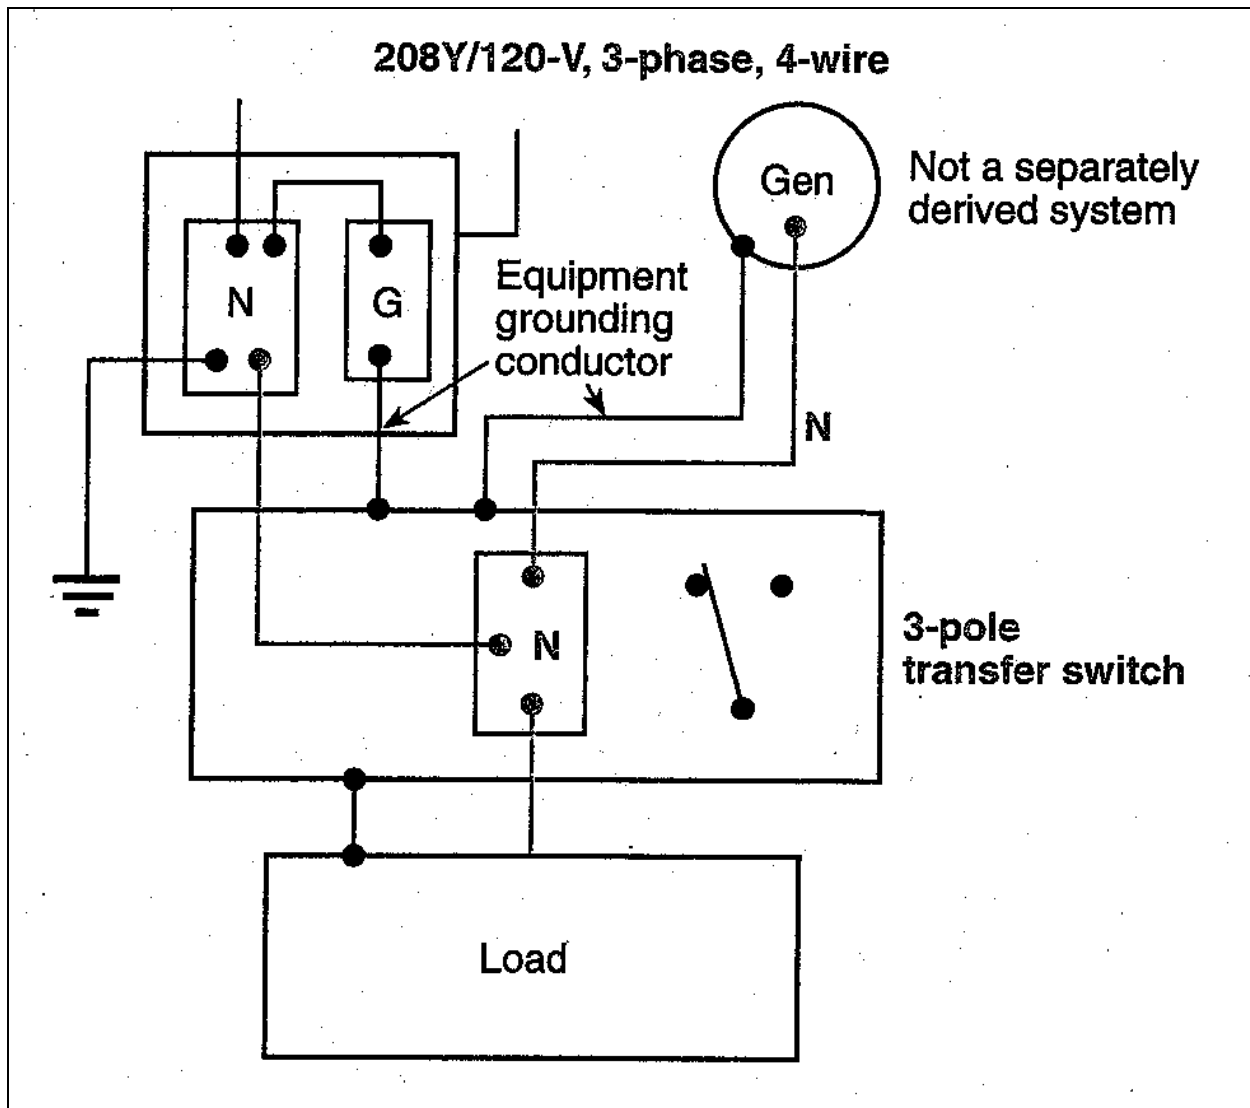 208Y/120-V, 3-phase, 4-wire
Gen
Not a separately
derived system
N
G
Equipment
grounding
conductor
N
N
3-pole
transfer switch
Load